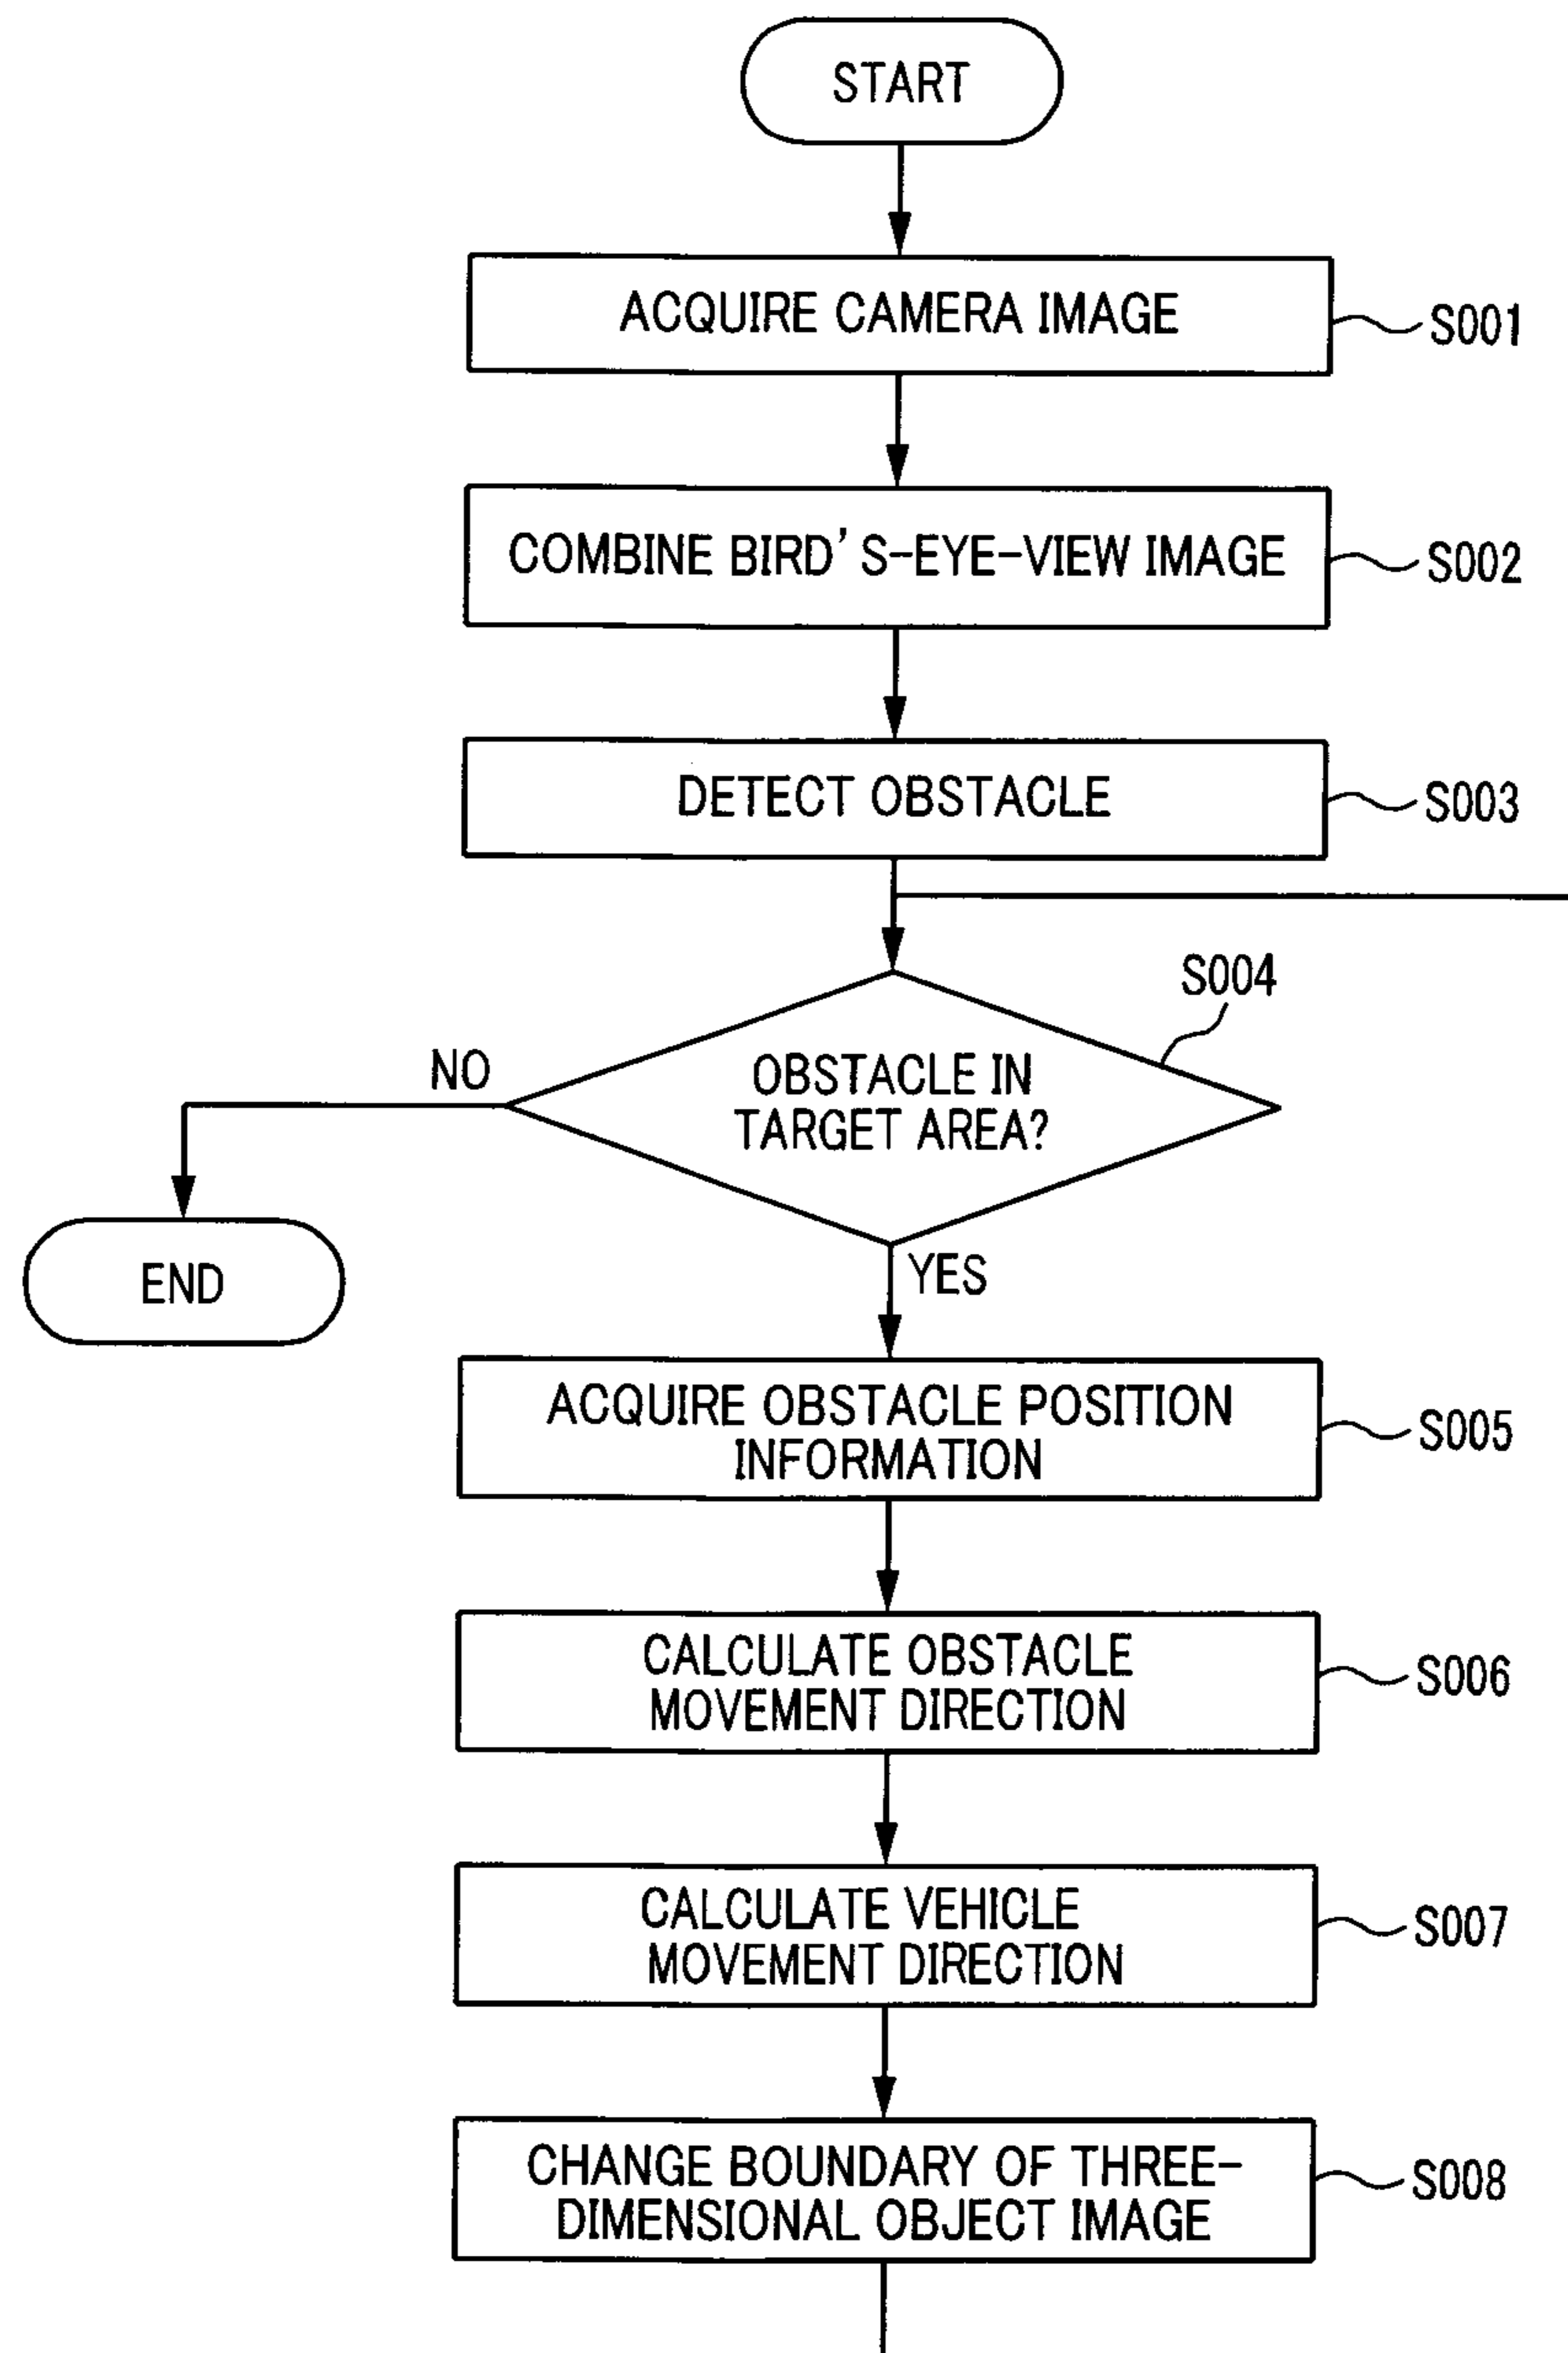 START
ACQUIRE CAMERA IMAGE
S001
COMBINE BIRD'S-EYE-VIEW IMAGE
S002
DETECT OBSTACLE
S003
S004
NO
OBSTACLE IN
TARGET AREA?
END
YES
ACQUIRE OBSTACLE POSITION
INFORMATION
S005
CALCULATE OBSTACLE
MOVEMENT DIRECTION
S006
CALCULATE VEHICLE
MOVEMENT DIRECTION
S007
CHANGE BOUNDARY OF THREE-
DIMENSIONAL OBJECT IMAGE
S008